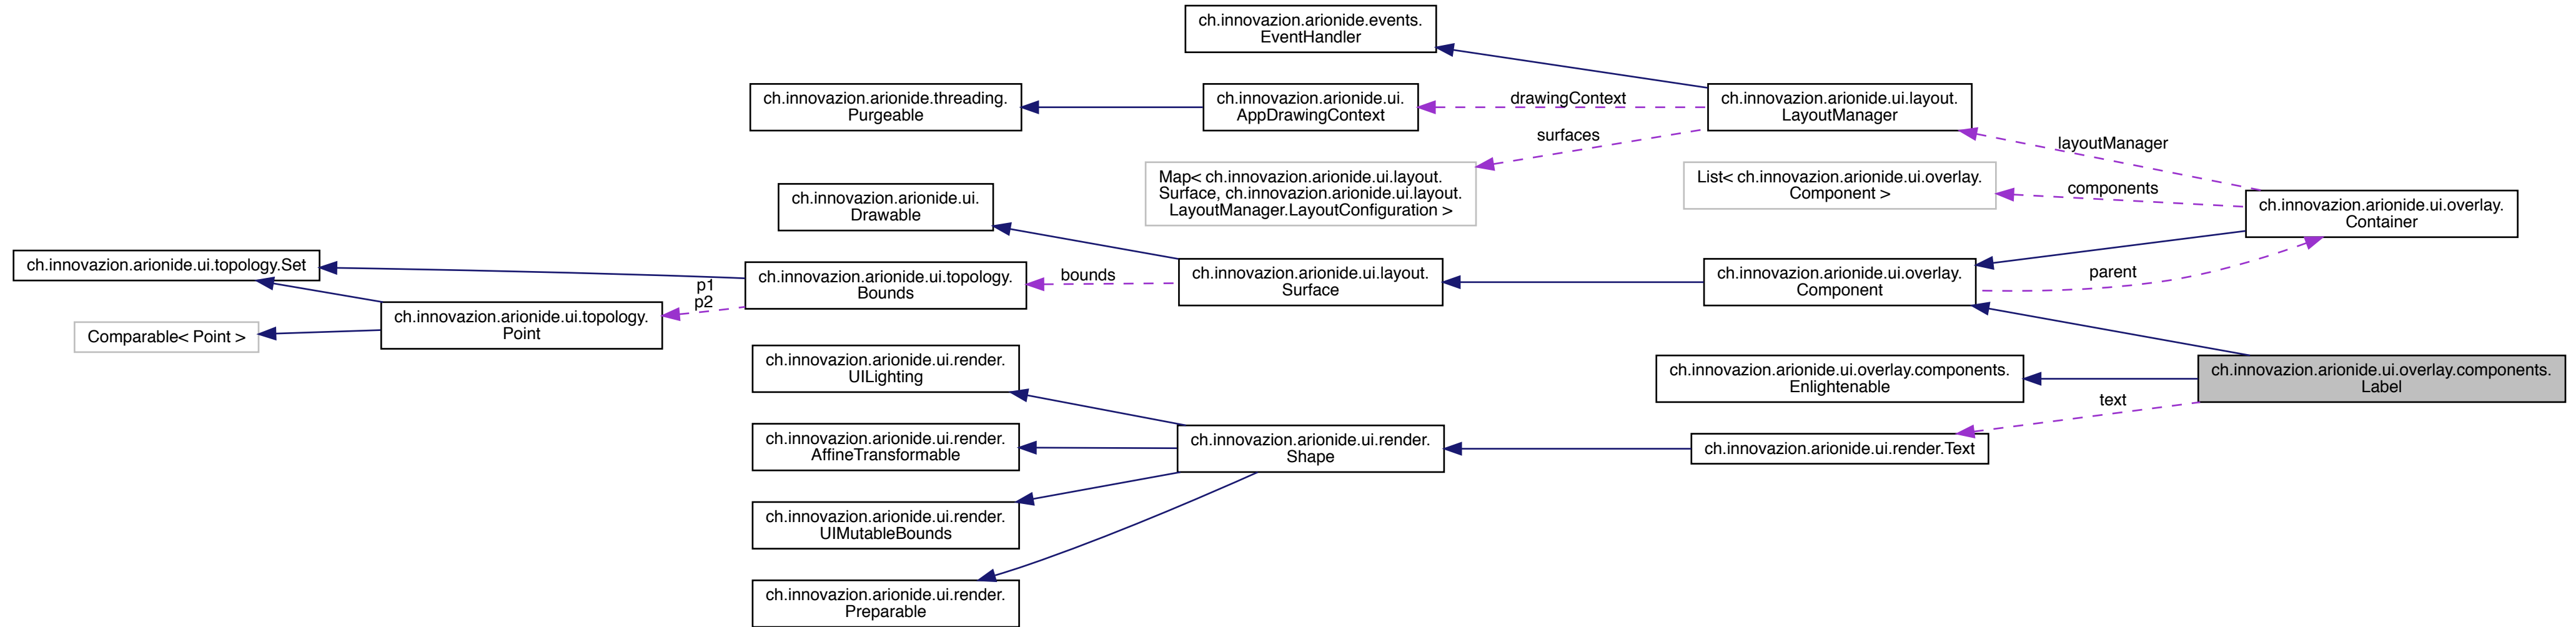 ch.innovazion.arionide.events.
EventHandler
ch.innovazion.arionide.threading.
Purgeable
ch.innovazion.arionide.ui.
AppDrawingContext
drawingContext
ch.innovazion.arionide.ui.layout.
LayoutManager
surfaces
layoutManager
Map< ch.innovazion.arionide.ui.layout.
Surface, ch.innovazion.arionide.ui.layout.
LayoutManager.LayoutConfiguration >
List< ch.innovazion.arionide.ui.overlay.
Component >
components
ch.innovazion.arionide.ui.overlay.
Container
ch.innovazion.arionide.ui.
Drawable
ch.innovazion.arionide.ui.topology.Set
p1
p2
ch.innovazion.arionide.ui.topology.
Bounds
bounds
ch.innovazion.arionide.ui.layout.
Surface
ch.innovazion.arionide.ui.overlay.
Component
parent
Comparable< Point >
ch.innovazion.arionide.ui.topology.
Point
ch.innovazion.arionide.ui.render.
UILighting
ch.innovazion.arionide.ui.overlay.components.
Enlightenable
ch.innovazion.arionide.ui.overlay.components.
Label
text
ch.innovazion.arionide.ui.render.
AffineTransformable
ch.innovazion.arionide.ui.render.
Shape
ch.innovazion.arionide.ui.render.Text
ch.innovazion.arionide.ui.render.
UIMutableBounds
ch.innovazion.arionide.ui.render.
Preparable